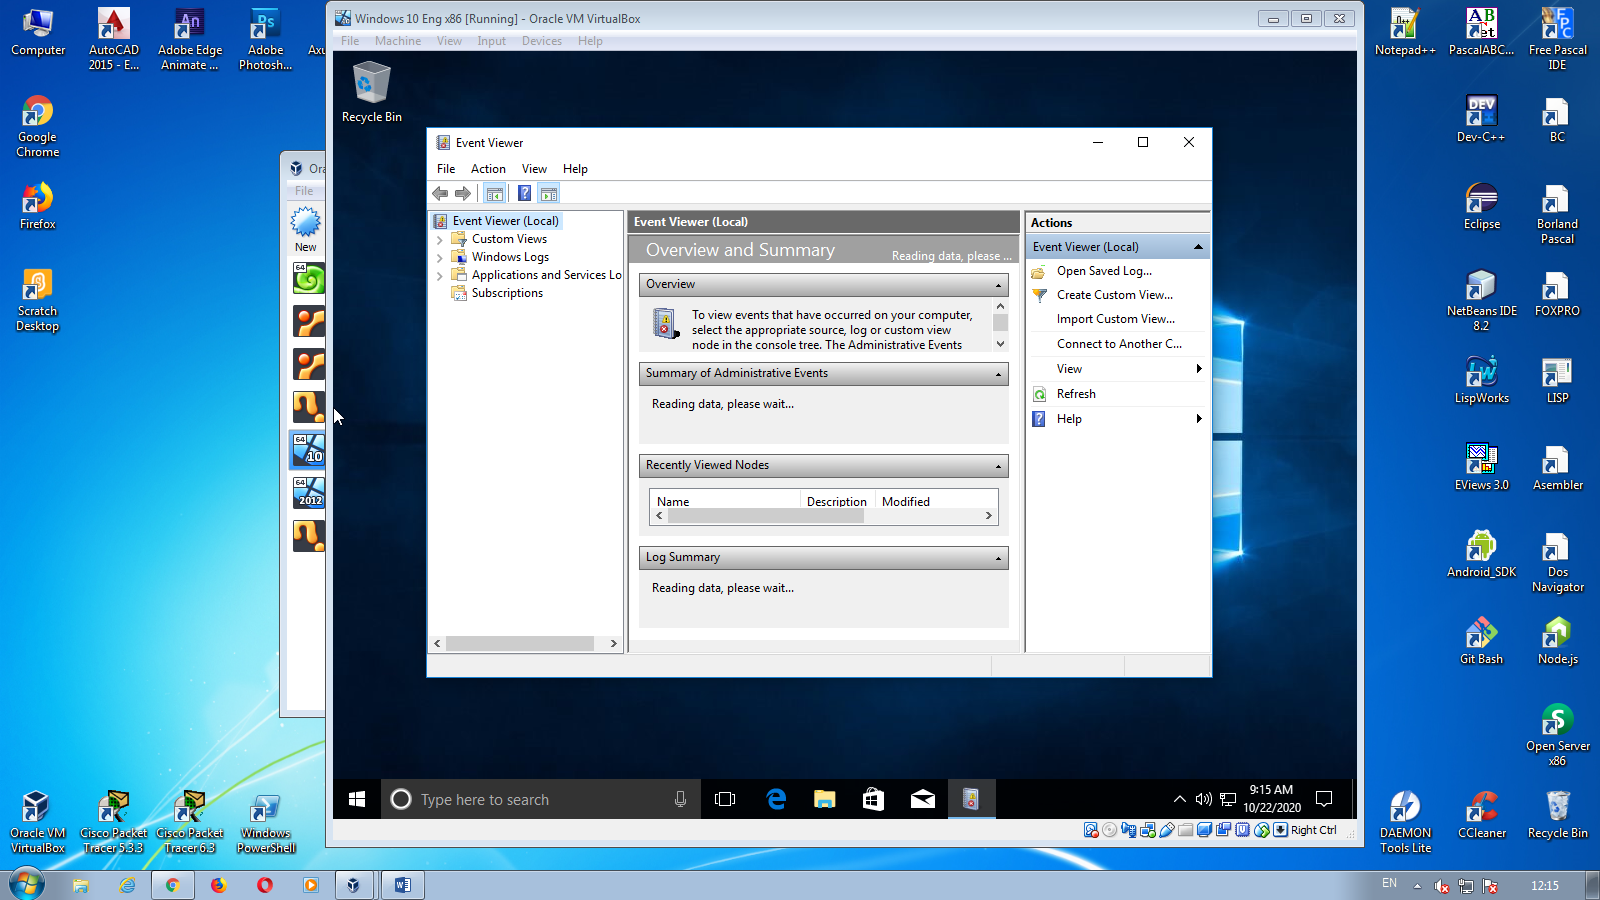 Computer
AutoCAD
2015 - E...
Adobe Edge
Animate ...
Adobe
Photosh...
Google
Chrome
Firefox
Scratch
Desktop
File
New
64
64
10
64
2012
64
Windows 10 Eng x86 [Running] - Oracle VM VirtualBox
File Machine View Input Devices Help
Recycle Bin
Event Viewer
File Action View Help
Event Viewer (Local)
Custom Views
Windows Logs
Applications and Services Lo
Subscriptions
Event Viewer (Local)
Overview and Summary
Reading data, please ...
Overview
To view events that have occurred on your computer,
select the appropriate source, log or custom view
node in the console tree. The Administrative Events
Summary of Administrative Events
Reading data, please wait...
Recently Viewed Nodes
Name Description Modified
Log Summary
Reading data, please wait...
Actions
Event Viewer (Local)
Open Saved Log...
Create Custom View...
Import Custom View...
Connect to Another C...
View
Refresh
Help
Type here to search
9:15 AM
10/22/2020
Right Ctrl
Notepad++
PascalABC...
Free Pascal
IDE
Dev-C++
BC
Eclipse
Borland
Pascal
NetBeans IDE
8.2
FOXPRO
LispWorks
LISP
EViews 3.0
Asembler
Android_SDK
Dos
Navigator
Git Bash
Node.js
Open Server
x86
DAEMON
Tools Lite
CCleaner
Recycle Bin
Oracle VM
VirtualBox
Cisco Packet
Tracer 5.3.3
Cisco Packet
Tracer 6.3
Windows
PowerShell
EN
12:15